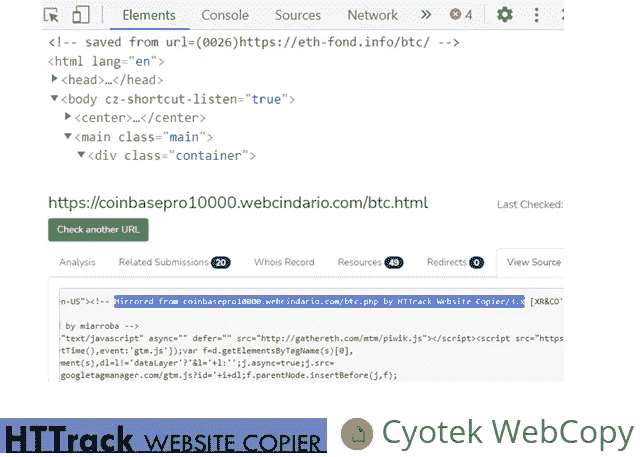 Elements Console Sources Network » 4
<!-- saved from url=(0026)https://eth-fond.info/btc/ -->
<html lang="en">
<head>…</head>
<body cz-shortcut-listen="true">
<center>…</center>
<main class="main">
<div class="container">
https://coinbasepro10000.webcindario.com/btc.html Last Checked:
Check another URL
Analysis Related Submissions 20 Whois Record Resources 49 Redirects 0 View Source
en-US"><!-- Mirrored from coinbasepro10000.webcindario.com/btc.php by HTTrack Website Copier/3.x [XR&CO'
d by miarroba -->
="text/javascript" async="" defer="" src="http://gathereth.com/mtm/piwik.js"></script><script src="https
etTime(),event:'gtm.js'});var f=d.getElementsByTagName(s)[0],
ement(s),dl=l!='dataLayer'?'&l='+l:'';j.async=true;j.src=
googletagmanager.com/gtm.js?id='+i+dl;f.parentNode.insertBefore(j,f);
HTTrack WEBSITE COPIER Cyotek WebCopy